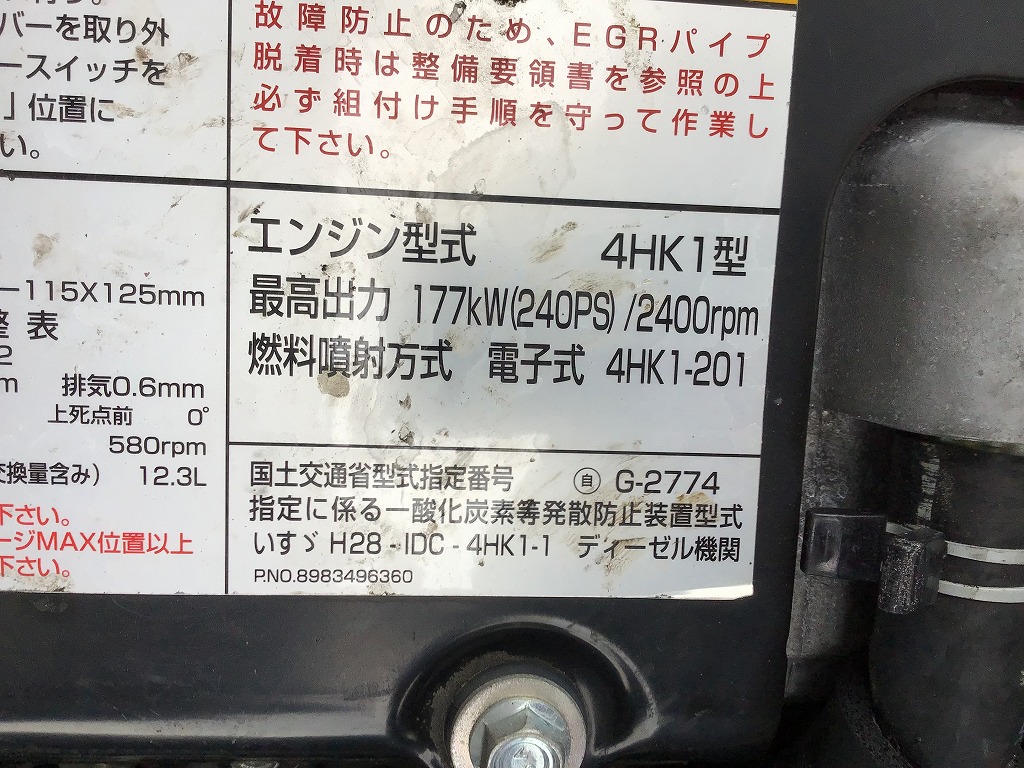 バーを取り外
ースイッチを
」位置に
い。
故障防止のため、EGRパイプ
脱着時は整備要領書を参照の上
必ず組付け手順を守って作業し
て下さい。
ー115X125mm
整 表
2
m 排気0.6mm
上死点前 0°
580rpm
交換量含み) 12.3L
下さい。
ージMAX位置以上
下さい。
エンジン型式 4HK1型
最高出力 177kW(240PS)/2400rpm
燃料噴射方式 電子式 4HK1-201
国土交通省型式指定番号 ㊂自 G-2774
指定に係る一酸化炭素等発散防止装置型式
いすゞ H28 - IDC - 4HK1-1 ディーゼル機関
P.NO.8983496360